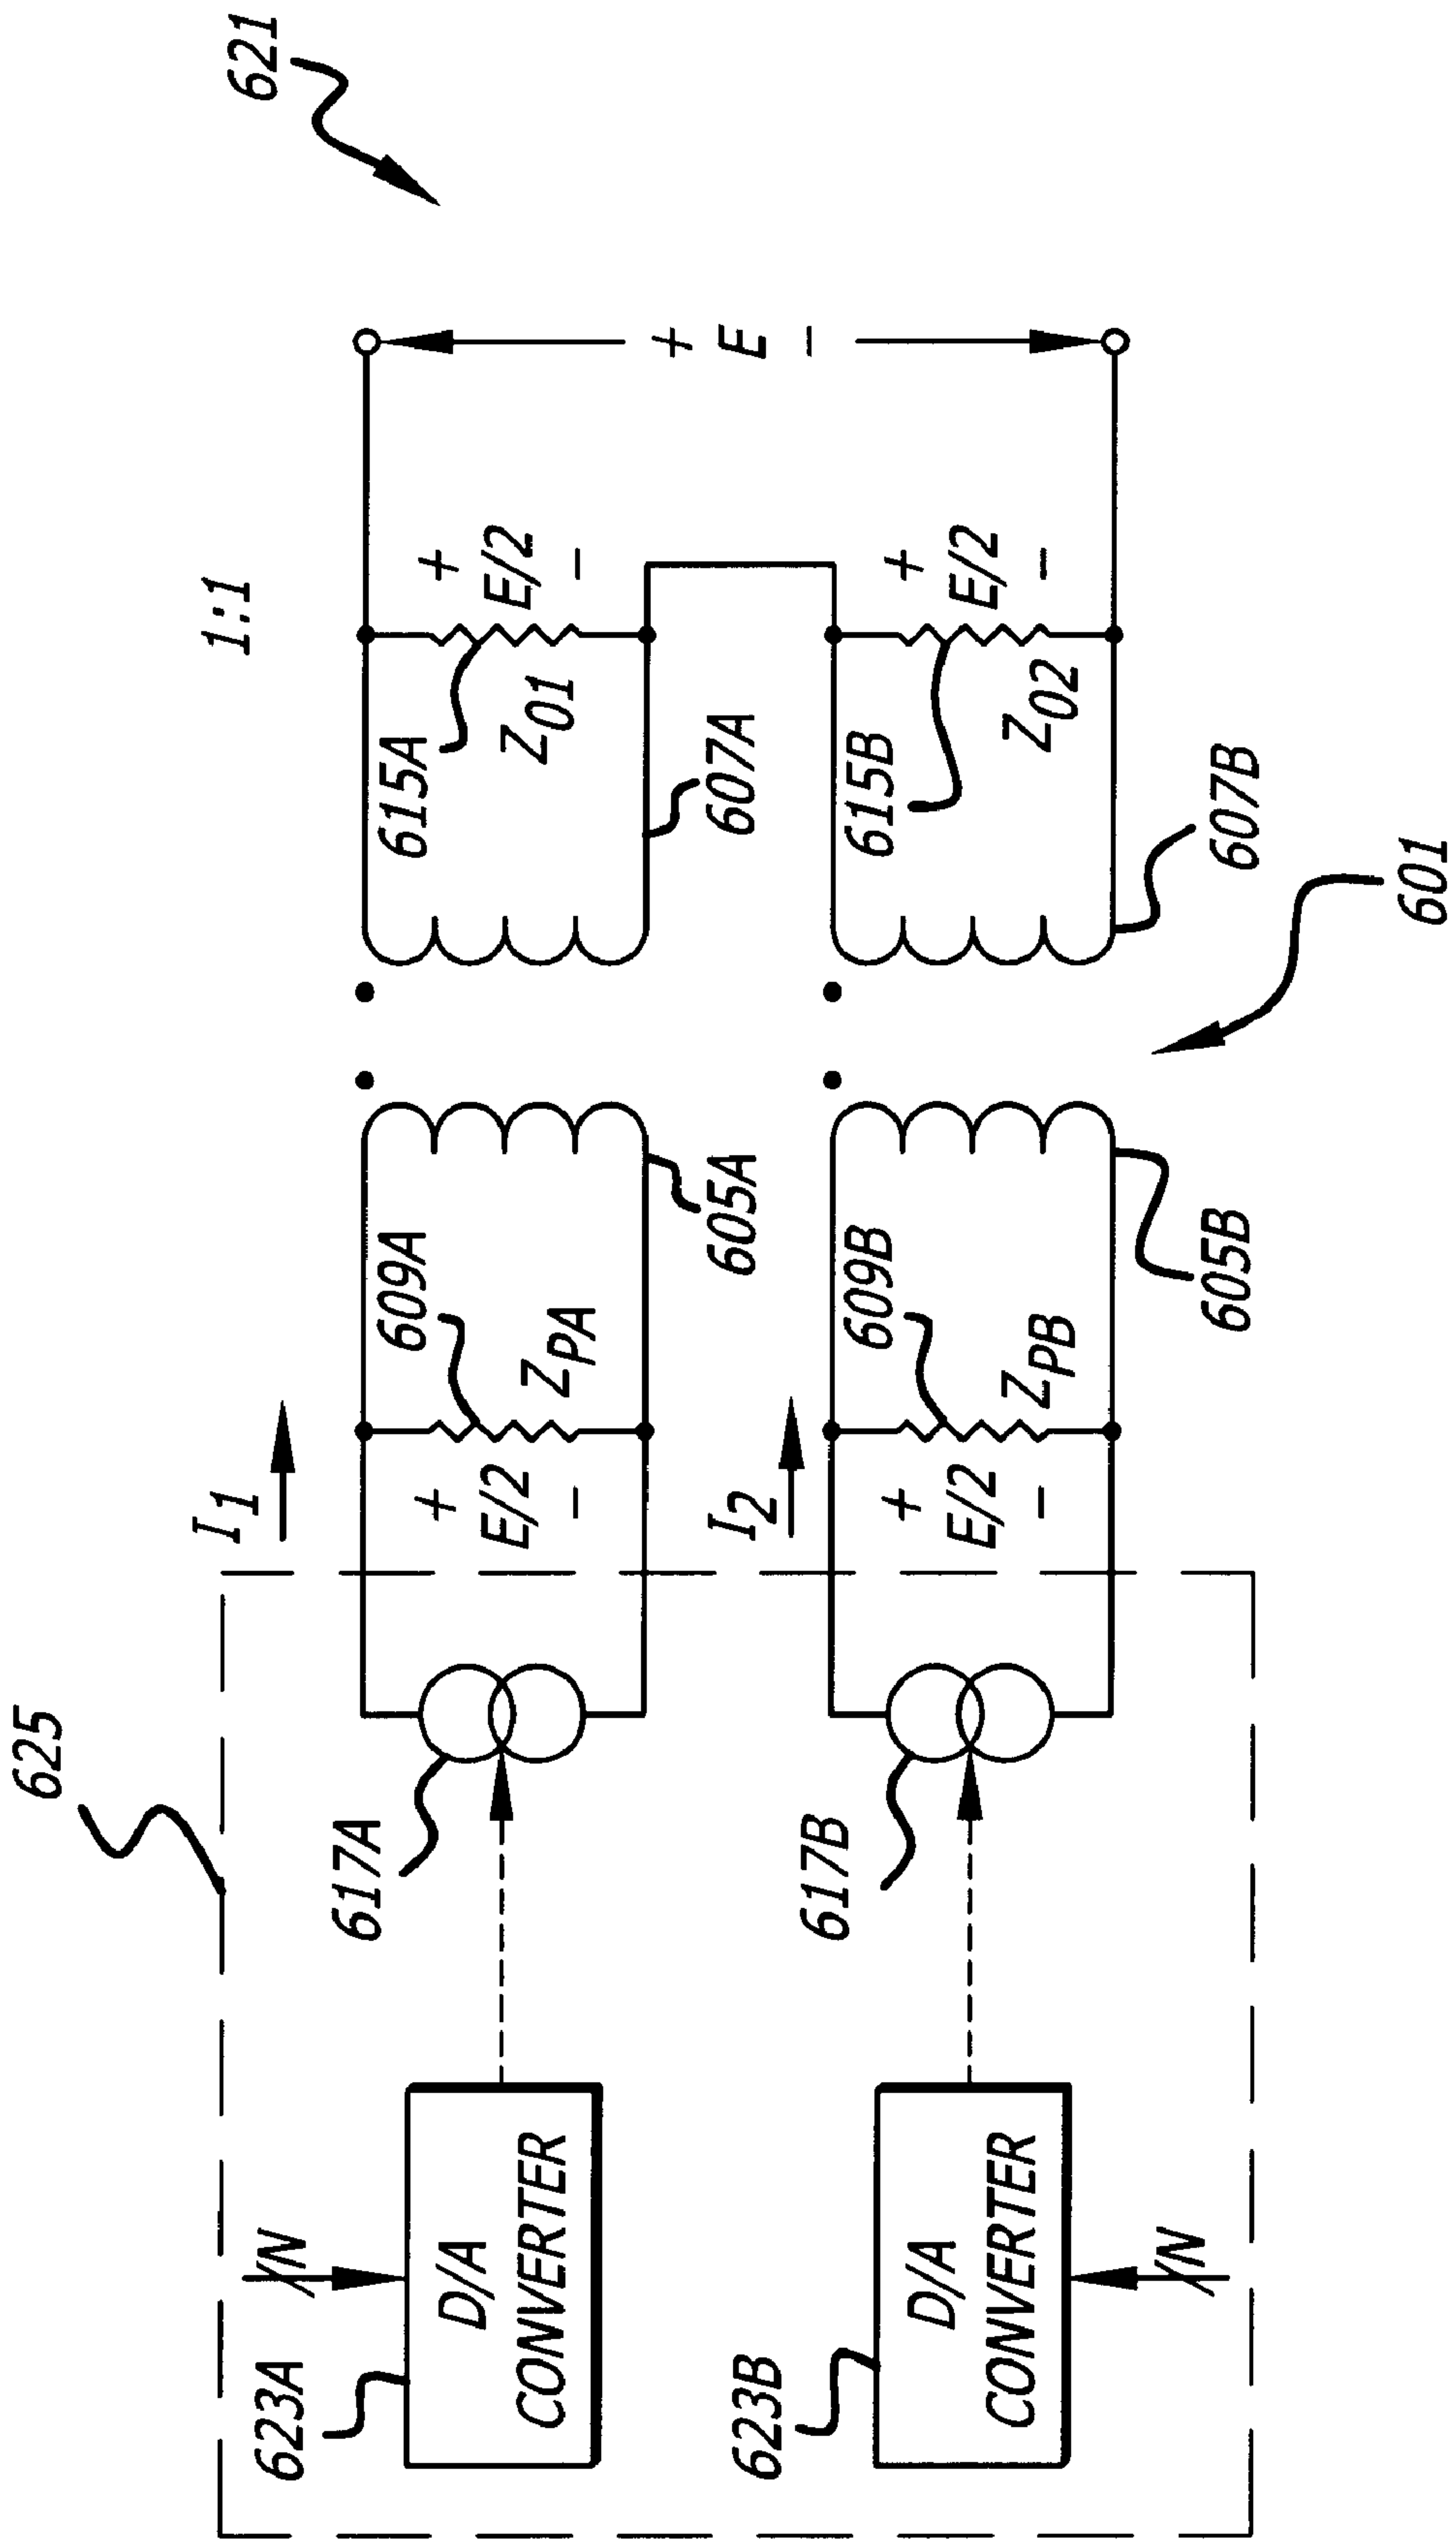 621
1:1
625
I1
I2
N
623A
D/A
CONVERTER
617A
+
E/2
−
609A
ZPA
605A
615A
+
E/2
−
Z01
607A
+
E
−
623B
D/A
CONVERTER
N
617B
+
E/2
−
609B
ZPB
605B
615B
+
E/2
−
Z02
607B
601